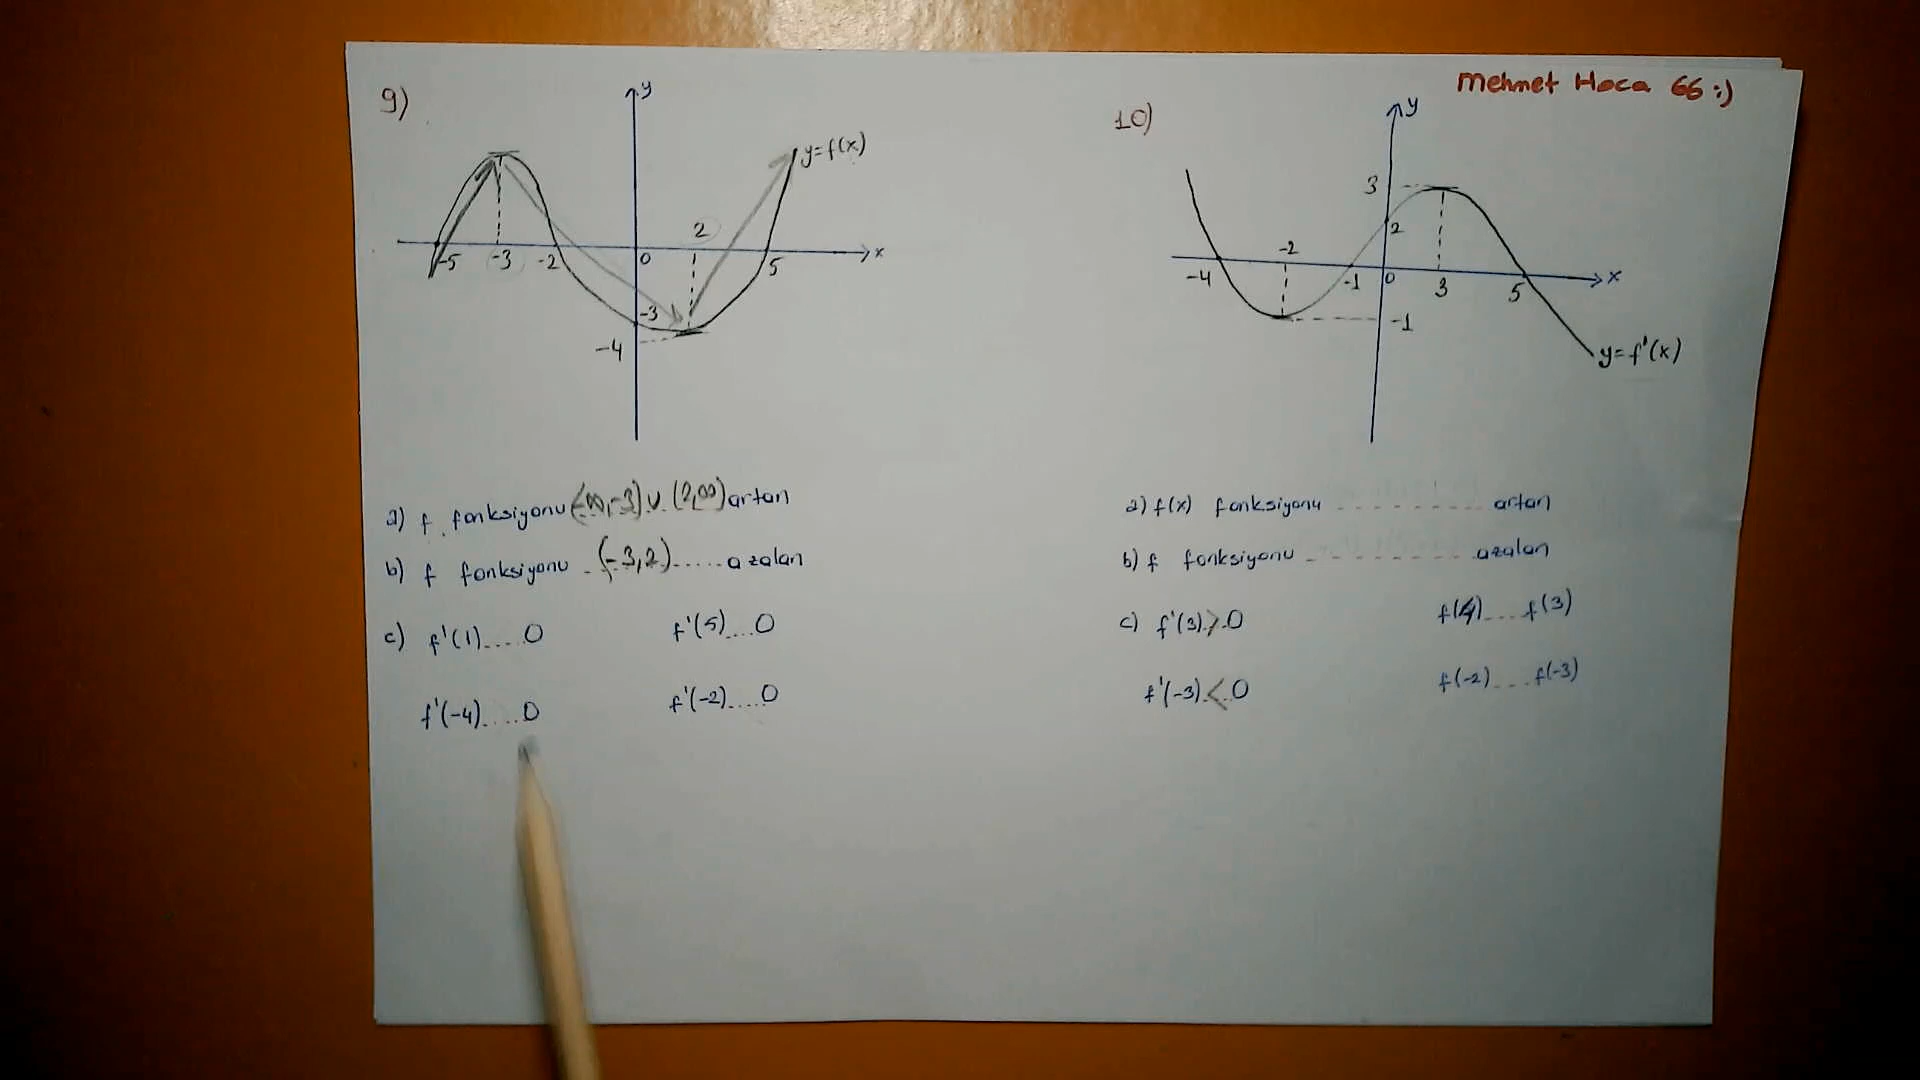 Mehmet Hoca 66 :)
9)
y
y=f(x)
2
-5 -3 -2 0 5 x
-3
-4
a) f fonksiyonu (-∞,-3) ∪ (2,∞) artan
b) f fonksiyonu ..(-3,2)...... azalan
c) f'(1).....0 f'(5)....0
f'(-4).....0 f'(-2).....0
10)
y
3
2
-2
-4 -1 0 3 5 x
-1
y=f'(x)
a) f(x) fonksiyonu ---------- artan
b) f fonksiyonu ---------- azalan
c) f'(3) > 0 f(4)....f(3)
f'(-3) < 0 f(-2)....f(-3)